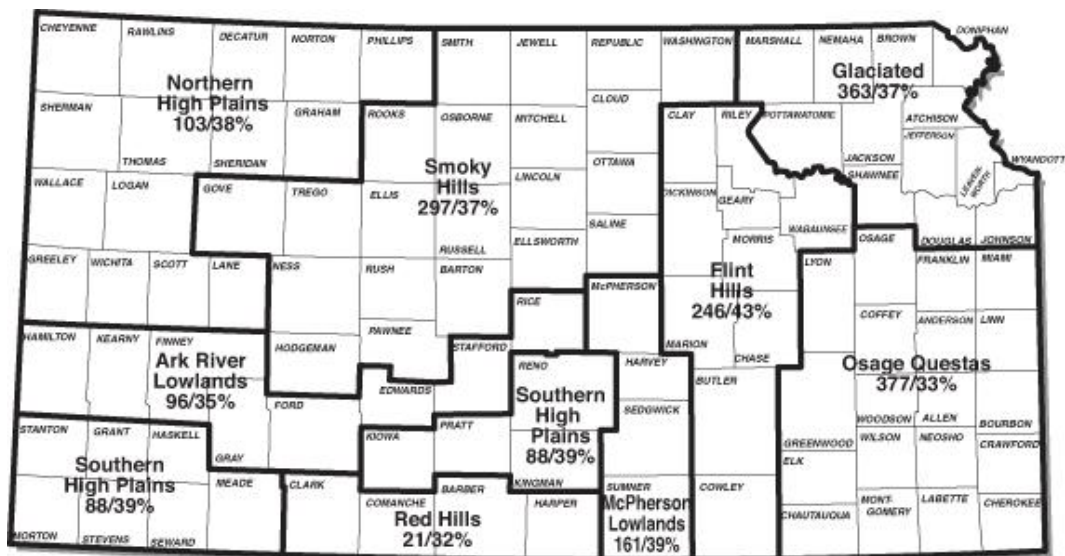 CHEYENNE RAWLINS DECATUR NORTON PHILLIPS SMITH JEWELL REPUBLIC WASHINGTON MARSHALL NEMAHA BROWN DONIPHAN
Northern
High Plains
103/38%
Glaciated
363/37%
SHERMAN THOMAS SHERIDAN GRAHAM ROOKS OSBORNE MITCHELL CLOUD CLAY RILEY POTTAWATOMIE ATCHISON
JEFFERSON
JACKSON
SHAWNEE
LEAVEN-
WORTH
WYANDOTT
Smoky
Hills
297/37%
WALLACE LOGAN GOVE TREGO ELLIS LINCOLN OTTAWA DICKINSON GEARY
RUSSELL ELLSWORTH SALINE MORRIS WABAUNSEE OSAGE DOUGLAS JOHNSON
GREELEY WICHITA SCOTT LANE NESS RUSH BARTON RICE McPHERSON LYON FRANKLIN MIAMI
Flint
Hills
246/43%
HAMILTON KEARNY FINNEY HODGEMAN PAWNEE STAFFORD MARION CHASE COFFEY ANDERSON LINN
Ark River
Lowlands
96/35%
Osage Questas
377/33%
EDWARDS RENO HARVEY BUTLER
Southern
High
Plains
88/39%
SEDGWICK
FORD
WOODSON ALLEN BOURBON
STANTON GRANT HASKELL GRAY KIOWA PRATT KINGMAN GREENWOOD WILSON NEOSHO CRAWFORD
Southern
High Plains
88/39%
MEADE CLARK COMANCHE BARBER HARPER SUMNER COWLEY ELK
CHAUTAUQUA
MONT-
GOMERY
LABETTE CHEROKEE
Red Hills
21/32%
McPherson
Lowlands
161/39%
MORTON STEVENS SEWARD